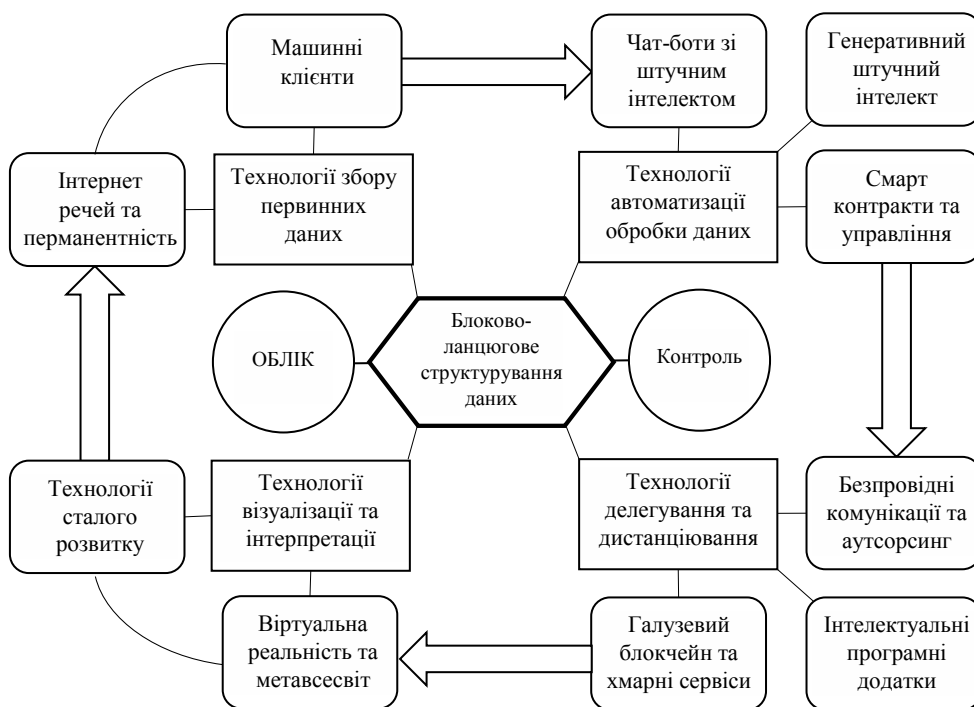 Машинні
клієнти
Чат-боти зі
штучним
інтелектом
Генеративний
штучний
інтелект
Інтернет
речей та
перманентність
Технології збору
первинних
даних
Технології
автоматизації
обробки даних
Смарт
контракти та
управління
ОБЛІК
Блоково-
ланцюгове
структурування
даних
Контроль
Технології
сталого
розвитку
Технології
візуалізації та
інтерпретації
Технології
делегування та
дистанціювання
Безпровідні
комунікації та
аутсорсинг
Віртуальна
реальність та
метавсесвіт
Галузевий
блокчейн та
хмарні сервіси
Інтелектуальні
програмні
додатки